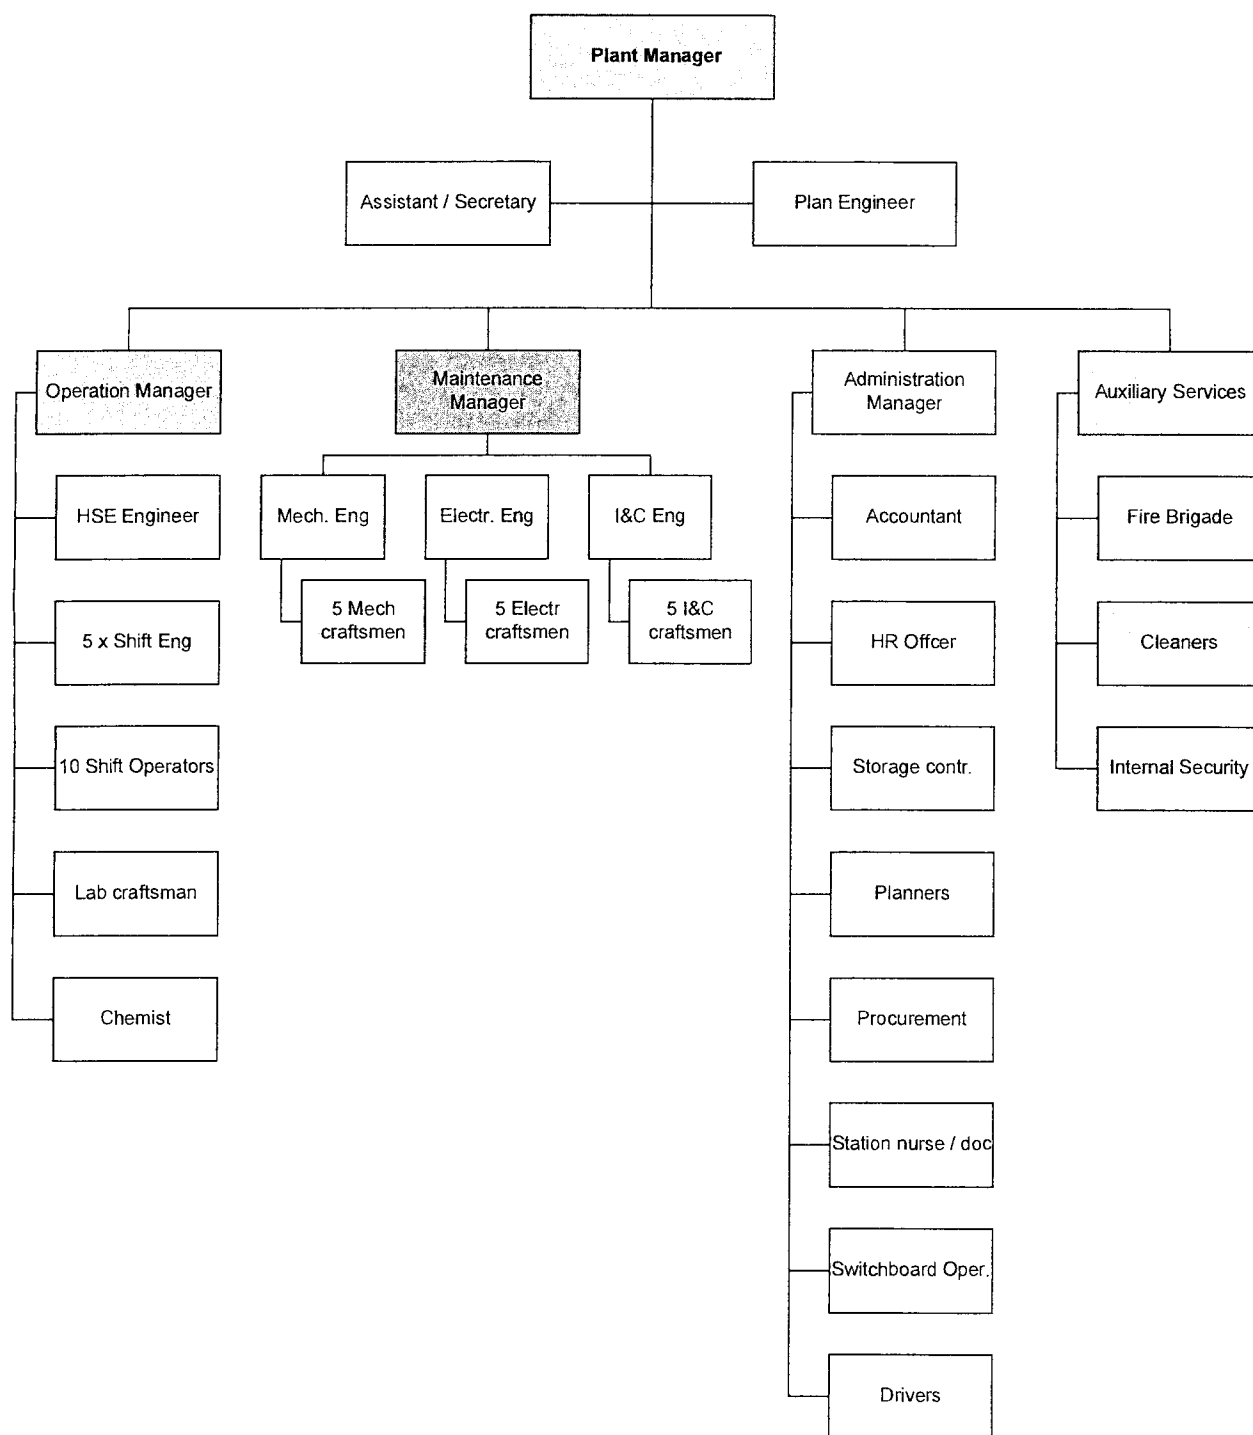 Plant Manager
Assistant / Secretary
Plan Engineer
Operation Manager
Maintenance
Manager
Administration
Manager
Auxiliary Services
HSE Engineer
Mech. Eng
Electr. Eng
I&C Eng
Accountant
Fire Brigade
5 Mech
craftsmen
5 Electr
craftsmen
5 I&C
craftsmen
5 x Shift Eng
HR Offcer
Cleaners
10 Shift Operators
Storage contr.
Internal Security
Lab craftsman
Planners
Chemist
Procurement
Station nurse / doc
Switchboard Oper.
Drivers